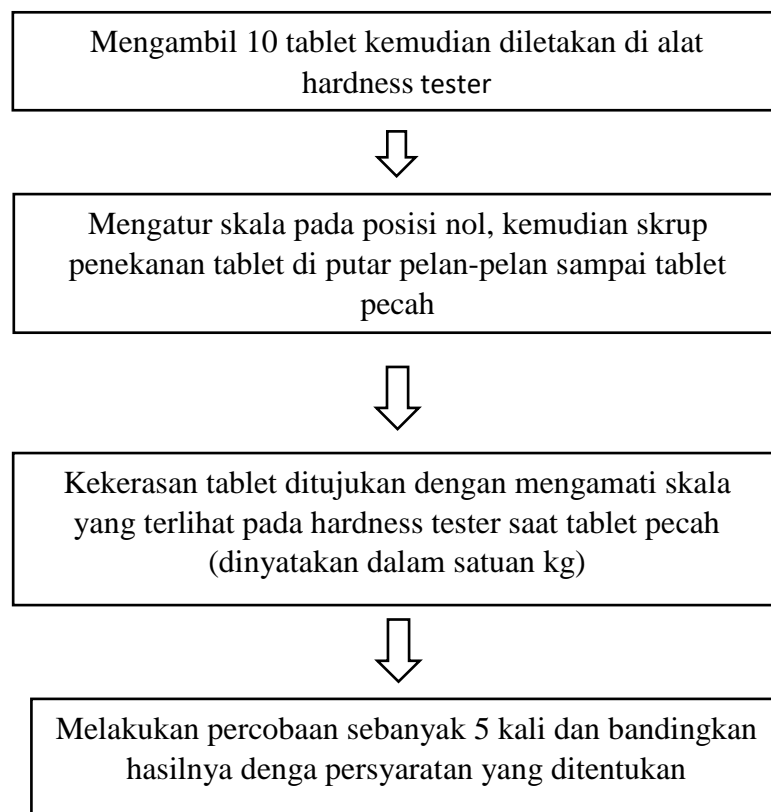 Mengambil 10 tablet kemudian diletakan di alat
hardness tester
Mengatur skala pada posisi nol, kemudian skrup
penekanan tablet di putar pelan-pelan sampai tablet
pecah
Kekerasan tablet ditujukan dengan mengamati skala
yang terlihat pada hardness tester saat tablet pecah
(dinyatakan dalam satuan kg)
Melakukan percobaan sebanyak 5 kali dan bandingkan
hasilnya denga persyaratan yang ditentukan